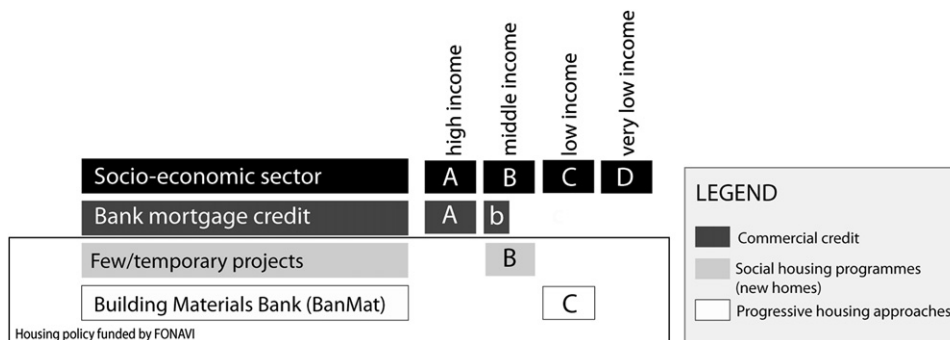 high income
middle income
low income
very low income
Socio-economic sector A B C D
Bank mortgage credit A b
Few/temporary projects B
Building Materials Bank (BanMat) C
Housing policy funded by FONAVI
LEGEND
Commercial credit
Social housing programmes
(new homes)
Progressive housing approaches